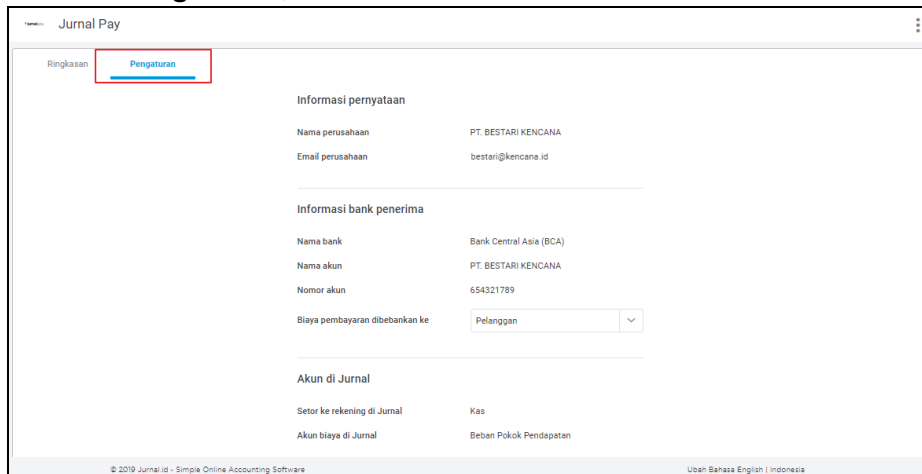 Jurnal Pay
Ringkasan Pengaturan
Informasi pernyataan
Nama perusahaan PT. BESTARI KENCANA
Email perusahaan bestari@kencana.id
Informasi bank penerima
Nama bank Bank Central Asia (BCA)
Nama akun PT. BESTARI KENCANA
Nomor akun 654321789
Biaya pembayaran dibebankan ke Pelanggan
Akun di Jurnal
Setor ke rekening di Jurnal Kas
Akun biaya di Jurnal Beban Pokok Pendapatan
© 2019 Jurnal.id - Simple Online Accounting Software Ubah Bahasa English | Indonesia